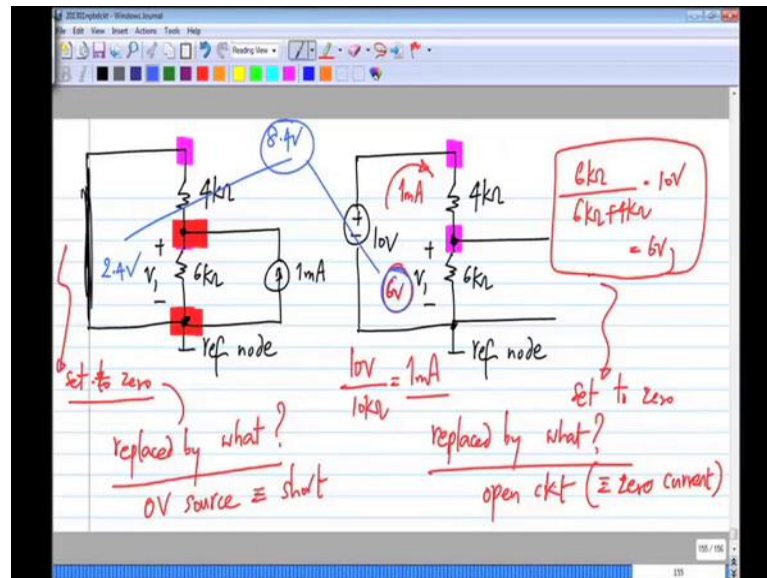 201301nptelckt - Windows Journal
File Edit View Insert Actions Tools Help
Reading View
B I
8.4V
4kΩ
2.4V
+
V1
-
6kΩ
1mA
ref node
set to zero
replaced by what?
0V source ≡ short
1mA
4kΩ
+
-
10V
6V
+
V1
-
6kΩ
ref node
10V
10kΩ
= 1mA
6kΩ
6kΩ+4kΩ
· 10V
= 6V
set to zero
replaced by what?
open ckt (≡ zero current)
155 / 156
155